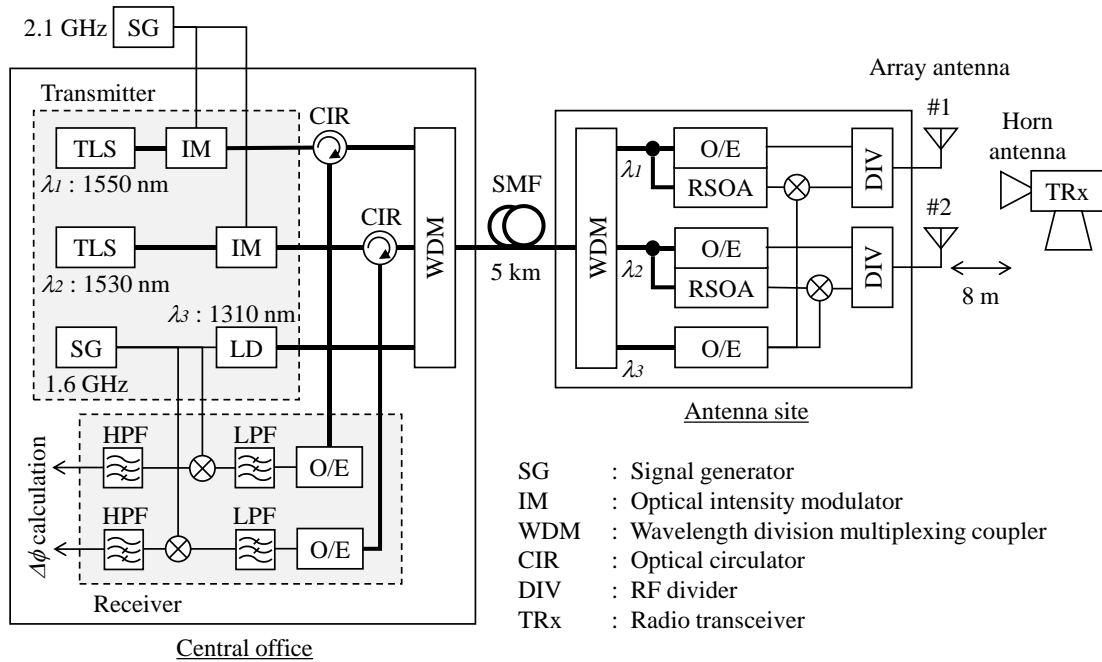 2.1 GHz
SG
Transmitter
TLS
IM
CIR
λ1 : 1550 nm
TLS
IM
CIR
λ2 : 1530 nm
λ3 : 1310 nm
SG
LD
1.6 GHz
WDM
HPF
LPF
O/E
HPF
LPF
O/E
Δϕ calculation
Receiver
Central office
SMF
5 km
WDM
λ1
O/E
RSOA
DIV
λ2
O/E
RSOA
DIV
λ3
O/E
Antenna site
Array antenna
#1
#2
Horn
antenna
TRx
8 m
SG : Signal generator
IM : Optical intensity modulator
WDM : Wavelength division multiplexing coupler
CIR : Optical circulator
DIV : RF divider
TRx : Radio transceiver